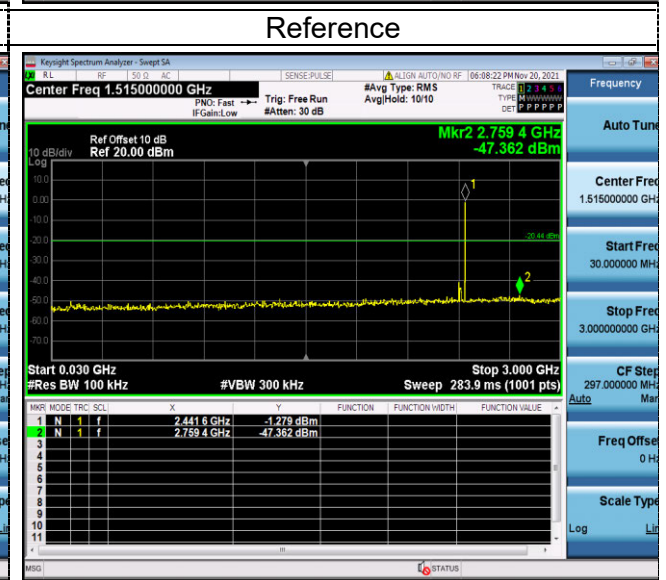 Reference
Keysight Spectrum Analyzer - Swept SA
RL RF 50 Ω AC SENSE:PULSE ALIGN AUTO/NO RF 06:08:22 PM Nov 20, 2021
Center Freq 1.515000000 GHz
PNO: Fast
IFGain:Low
Trig: Free Run
#Atten: 30 dB
#Avg Type: RMS
Avg|Hold: 10/10
TRACE 1 2 3 4 5 6
TYPE M W W W W W
DET P P P P P P
Ref Offset 10 dB
10 dB/div Ref 20.00 dBm
Log
Mkr2 2.759 4 GHz
-47.362 dBm
10.0
0.00
-10.0
-20.0
-30.0
-40.0
-50.0
-60.0
-70.0
1
-20.44 dBm
2
Start 0.030 GHz Stop 3.000 GHz
#Res BW 100 kHz #VBW 300 kHz Sweep 283.9 ms (1001 pts)
MKR MODE TRC SCL X Y FUNCTION FUNCTION WIDTH FUNCTION VALUE
1 N 1 f 2.441 6 GHz -1.279 dBm
2 N 1 f 2.759 4 GHz -47.362 dBm
3
4
5
6
7
8
9
10
11
MSG STATUS
Frequency
Auto Tune
Center Freq
1.515000000 GHz
Start Freq
30.000000 MHz
Stop Freq
3.000000000 GHz
CF Step
297.000000 MHz
Auto Man
Freq Offset
0 Hz
Scale Type
Log Lin